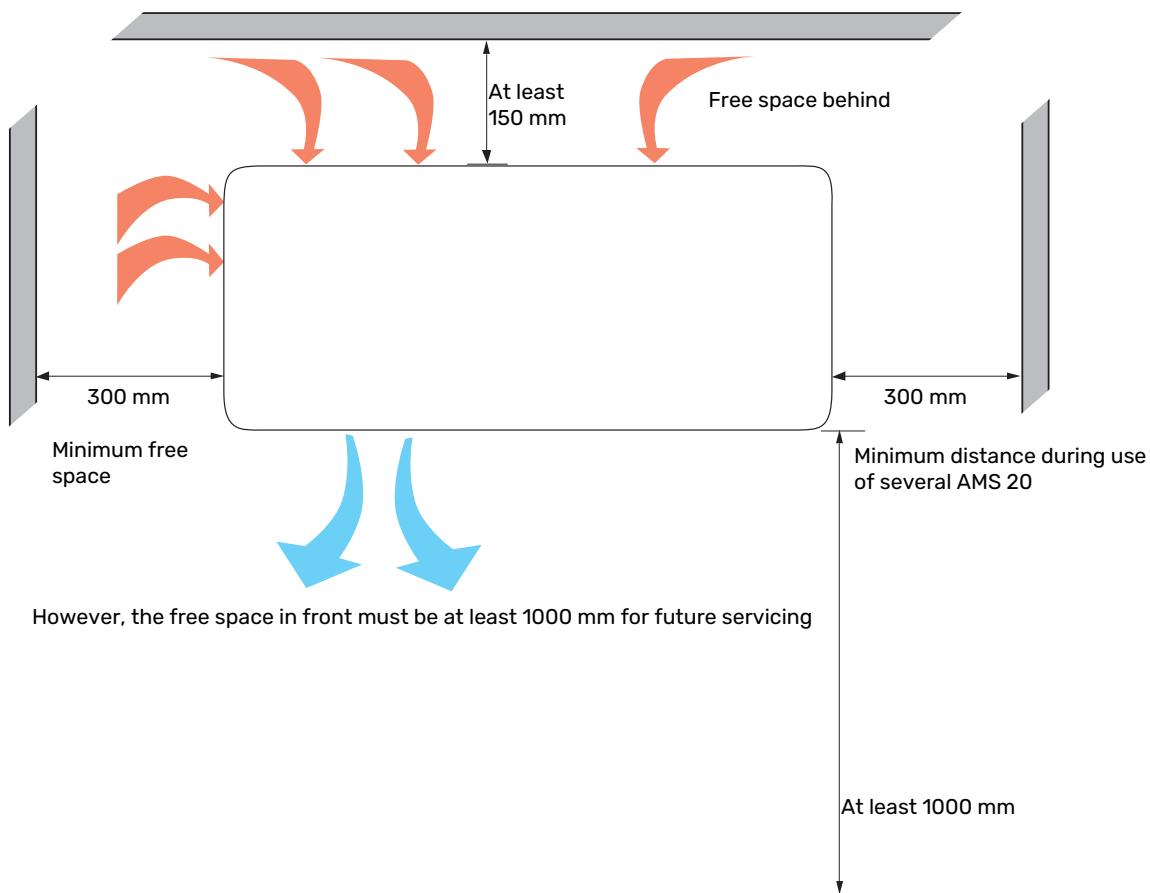 At least
150 mm
Free space behind
300 mm
300 mm
Minimum free
space
Minimum distance during use
of several AMS 20
However, the free space in front must be at least 1000 mm for future servicing
At least 1000 mm